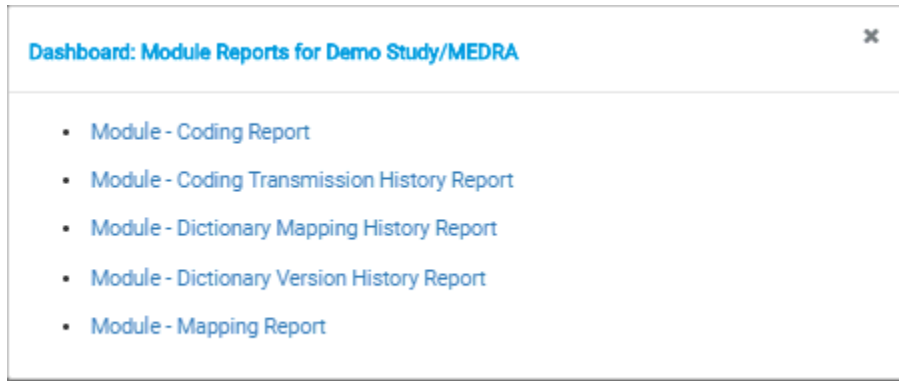 Dashboard: Module Reports for Demo Study/MEDRA
Module - Coding Report
Module - Coding Transmission History Report
Module - Dictionary Mapping History Report
Module - Dictionary Version History Report
Module - Mapping Report